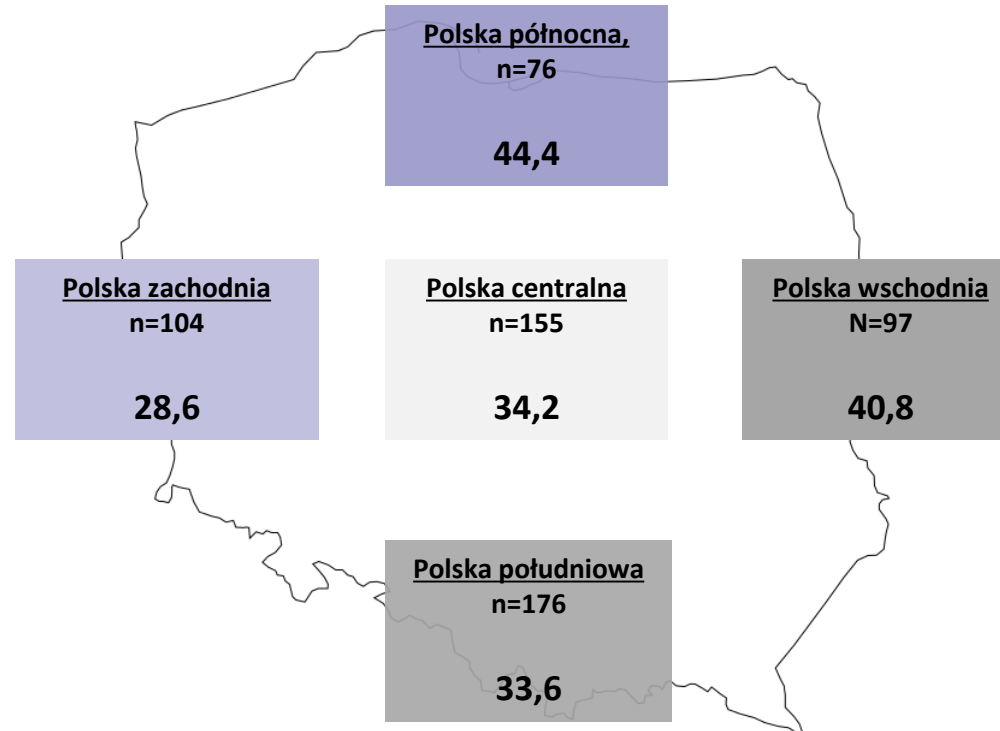 Polska północna,
n=76
44,4
Polska zachodnia
n=104
28,6
Polska centralna
n=155
34,2
Polska wschodnia
N=97
40,8
Polska południowa
n=176
33,6